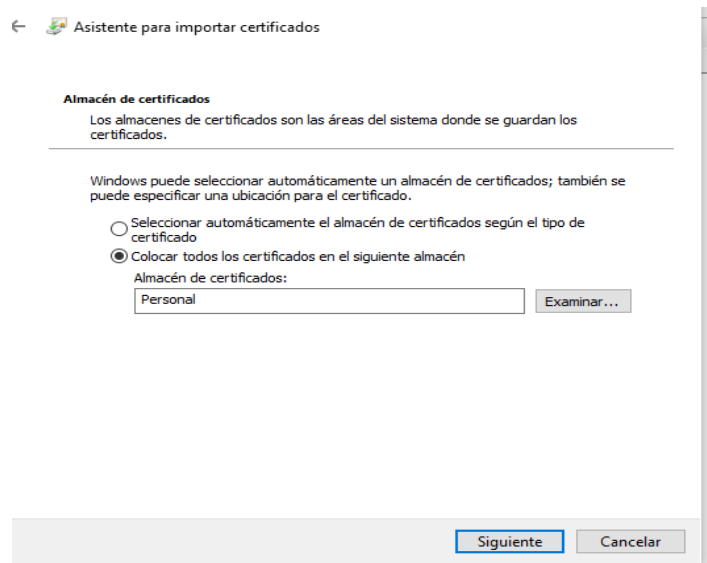 Asistente para importar certificados
Almacén de certificados
Los almacenes de certificados son las áreas del sistema donde se guardan los
certificados.
Windows puede seleccionar automáticamente un almacén de certificados; también se
puede especificar una ubicación para el certificado.
Seleccionar automáticamente el almacén de certificados según el tipo de
certificado
Colocar todos los certificados en el siguiente almacén
Almacén de certificados:
Personal
Examinar...
Siguiente
Cancelar